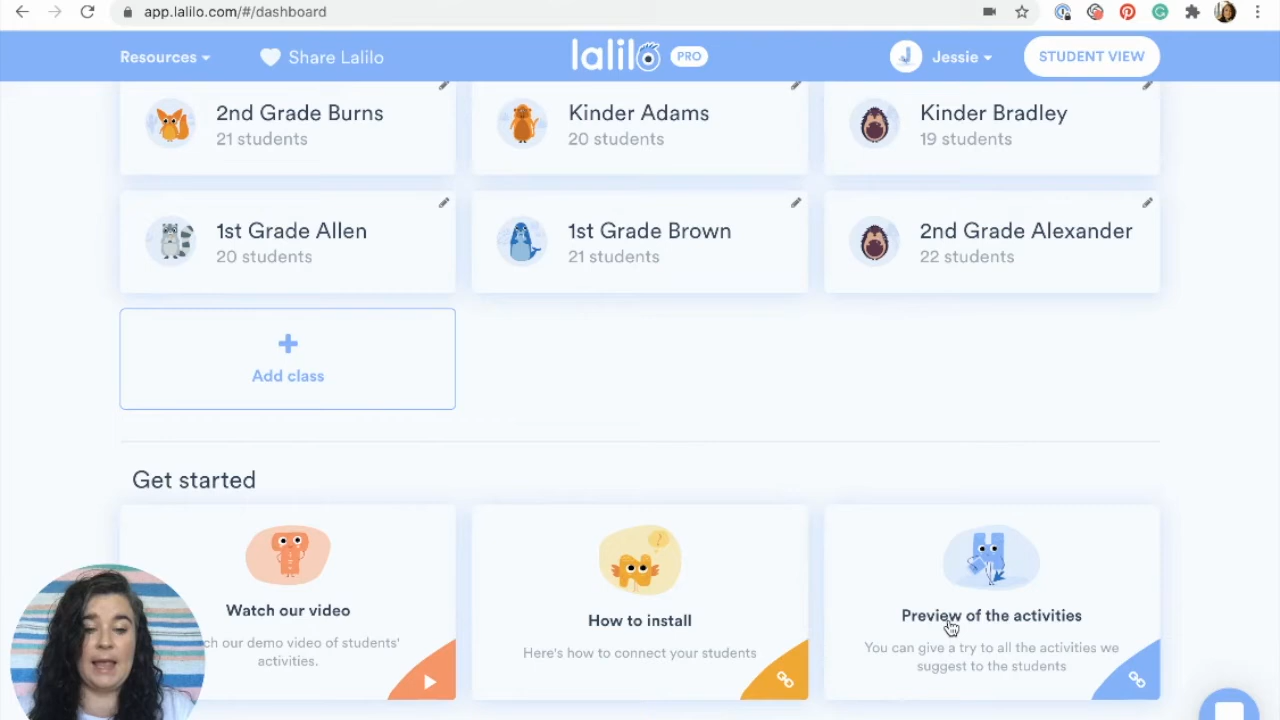 app.lalilo.com/#/dashboard
Resources
Share Lalilo
lalilo PRO
J Jessie
STUDENT VIEW
2nd Grade Burns
21 students
Kinder Adams
20 students
Kinder Bradley
19 students
1st Grade Allen
20 students
1st Grade Brown
21 students
2nd Grade Alexander
22 students
+
Add class
Get started
Watch our video
ch our demo video of students'
activities.
How to install
Here's how to connect your students
Preview of the activities
You can give a try to all the activities we
suggest to the students